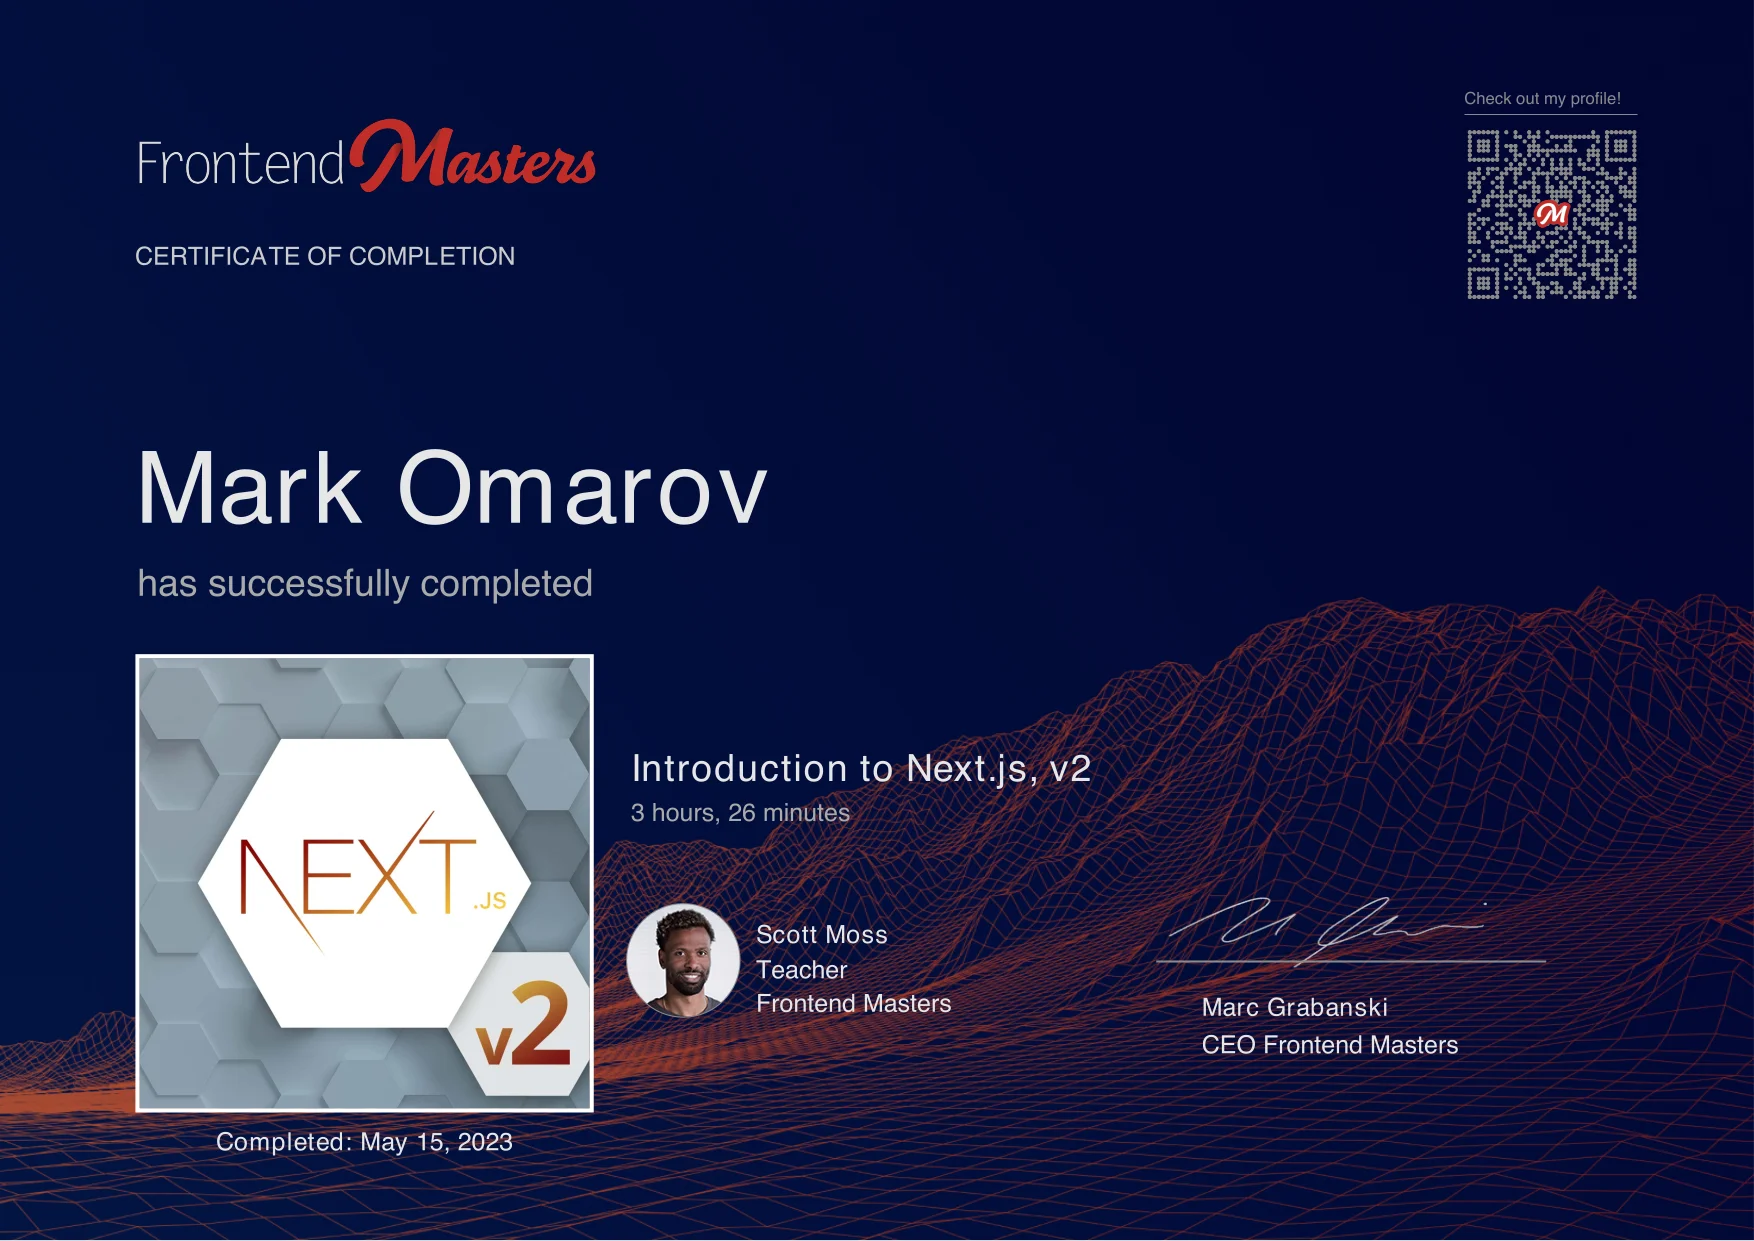 Check out my profile!
Frontend Masters
M
CERTIFICATE OF COMPLETION
Mark Omarov
has successfully completed
NEXT.JS
v2
Introduction to Next.js, v2
3 hours, 26 minutes
Scott Moss
Teacher
Frontend Masters
Marc Grabanski
CEO Frontend Masters
Completed: May 15, 2023